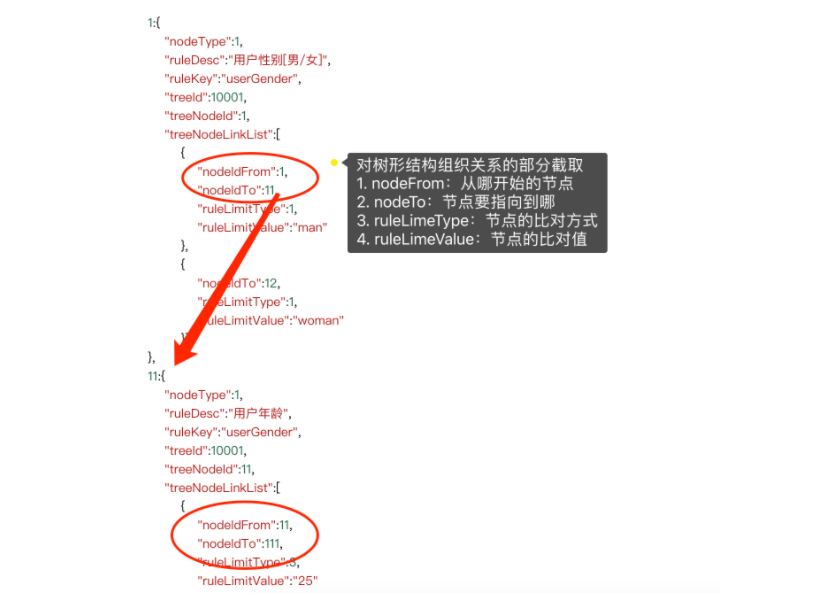 1:{
"nodeType":1,
"ruleDesc":"用户性别[男/女]",
"ruleKey":"userGender",
"treeId":10001,
"treeNodeId":1,
"treeNodeLinkList":[
{
"nodeIdFrom":1,
"nodeIdTo":11,
"ruleLimitType":1,
"ruleLimitValue":"man"
},
{
"nodeIdTo":12,
"ruleLimitType":1,
"ruleLimitValue":"woman"
}
},
11:{
"nodeType":1,
"ruleDesc":"用户年龄",
"ruleKey":"userGender",
"treeId":10001,
"treeNodeId":11,
"treeNodeLinkList":[
{
"nodeIdFrom":11,
"nodeIdTo":111,
"ruleLimitType":3,
"ruleLimitValue":"25"
对树形结构组织关系的部分截取
1. nodeFrom：从哪开始的节点
2. nodeTo：节点要指向到哪
3. ruleLimeType：节点的比对方式
4. ruleLimeValue：节点的比对值